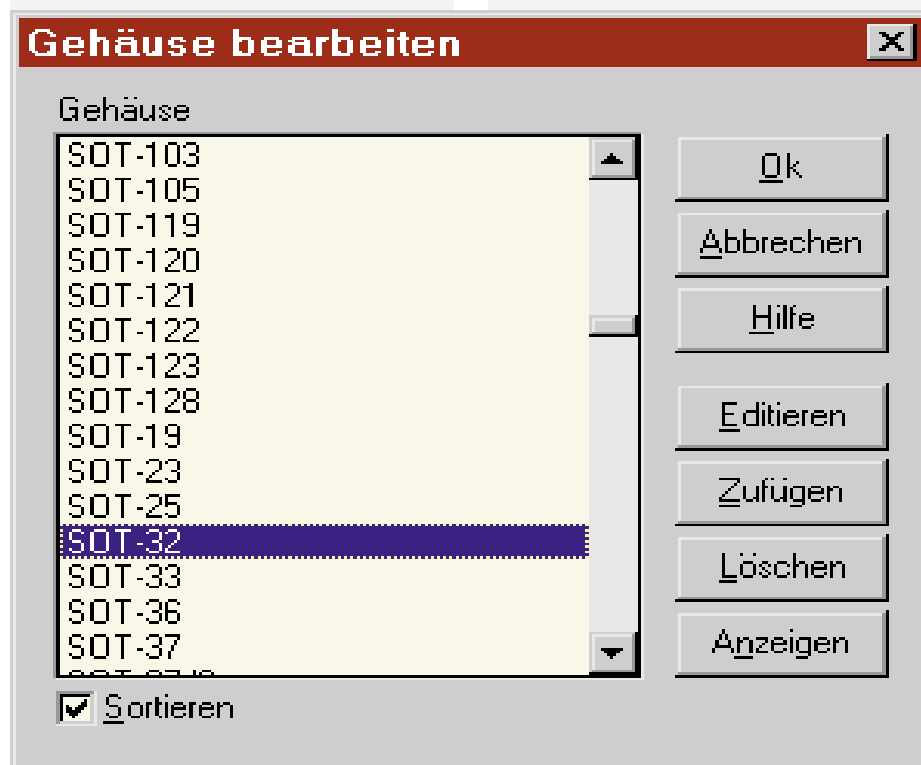 Gehäuse bearbeiten
Gehäuse
SOT-103
SOT-105
SOT-119
SOT-120
SOT-121
SOT-122
SOT-123
SOT-128
SOT-19
SOT-23
SOT-25
SOT-32
SOT-33
SOT-36
SOT-37
Sortieren
Ok
Abbrechen
Hilfe
Editieren
Zufügen
Löschen
Anzeigen